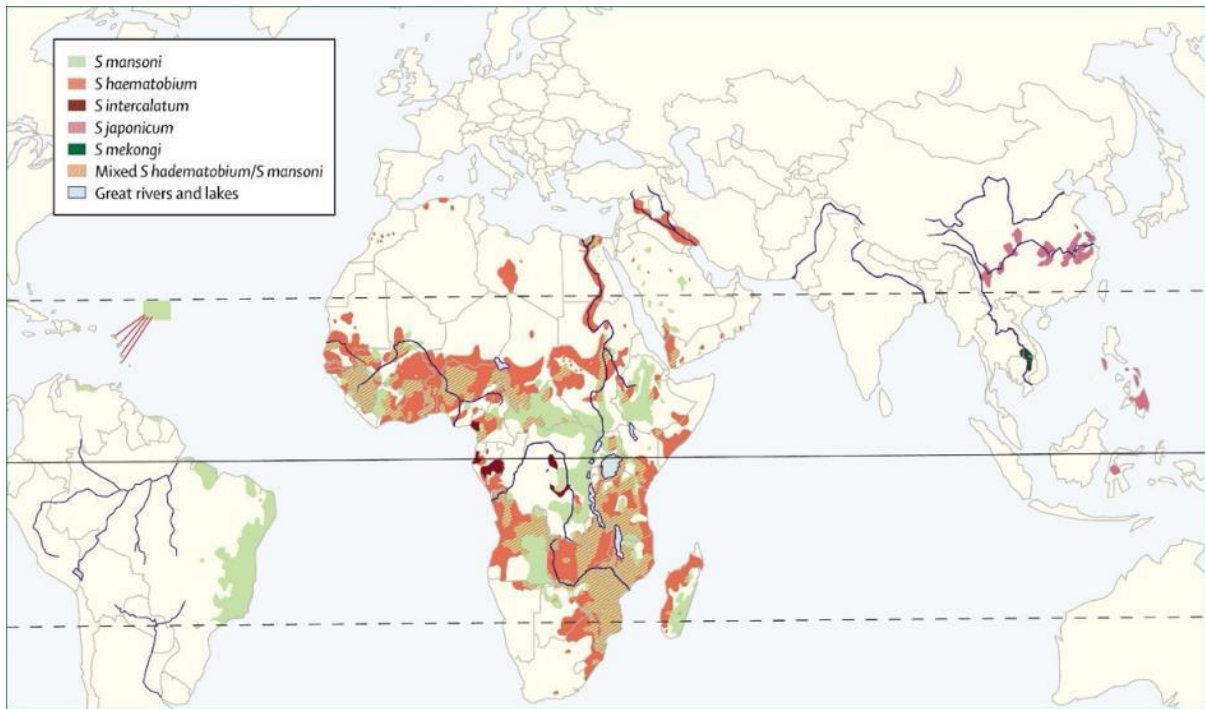 S mansoni
S haematobium
S intercalatum
S japonicum
S mekongi
Mixed S hadematobium/S mansoni
Great rivers and lakes